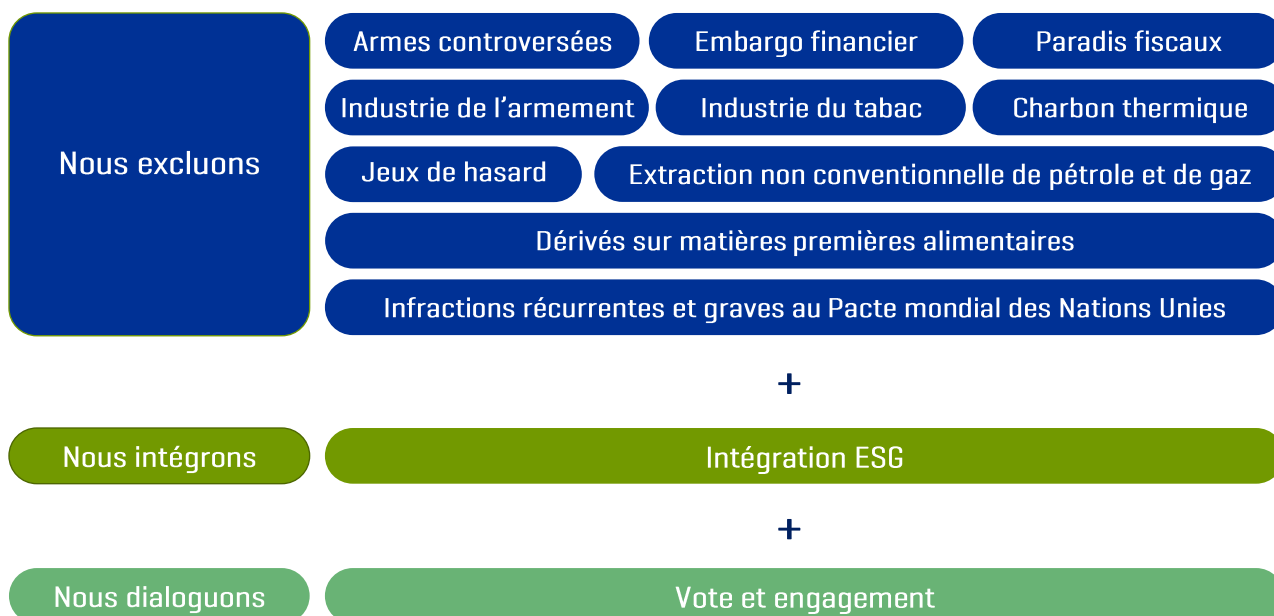 Nous excluons
Armes controversées
Embargo financier
Paradis fiscaux
Industrie de l’armement
Industrie du tabac
Charbon thermique
Jeux de hasard
Extraction non conventionnelle de pétrole et de gaz
Dérivés sur matières premières alimentaires
Infractions récurrentes et graves au Pacte mondial des Nations Unies
+
Nous intégrons
Intégration ESG
+
Nous dialoguons
Vote et engagement